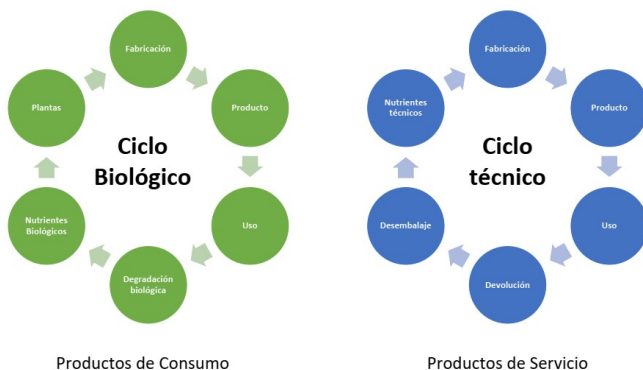 Fabricación
Producto
Uso
Degradación
biológica
Nutrientes
Biológicos
Plantas
Ciclo
Biológico
Productos de Consumo
Fabricación
Producto
Uso
Devolución
Desembalaje
Nutrientes
técnicos
Ciclo
técnico
Productos de Servicio